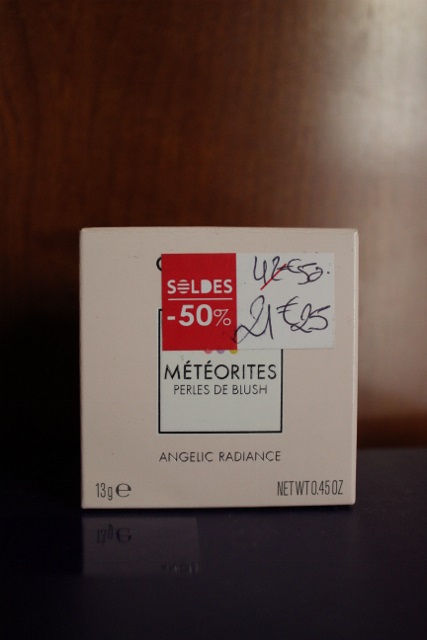 SOLDES
-50%
42€50.
21€25
MÉTÉORITES
PERLES DE BLUSH
ANGELIC RADIANCE
13g ℮
NET WT 0.45 OZ